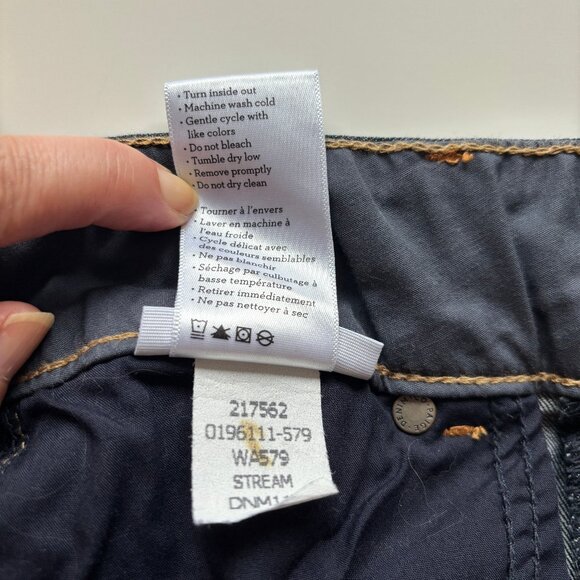 • Turn inside out
• Machine wash cold
• Gentle cycle with
like colors
• Do not bleach
• Tumble dry low
• Remove promptly
• Do not dry clean
• Tourner à l'envers
• Laver en machine à
l'eau froide
• Cycle délicat avec
des couleurs semblables
• Ne pas blanchir
• Séchage par culbutage à
basse température
• Retirer immédiatement
• Ne pas nettoyer à sec
217562
0196111-579
WA579
STREAM
PAIGE